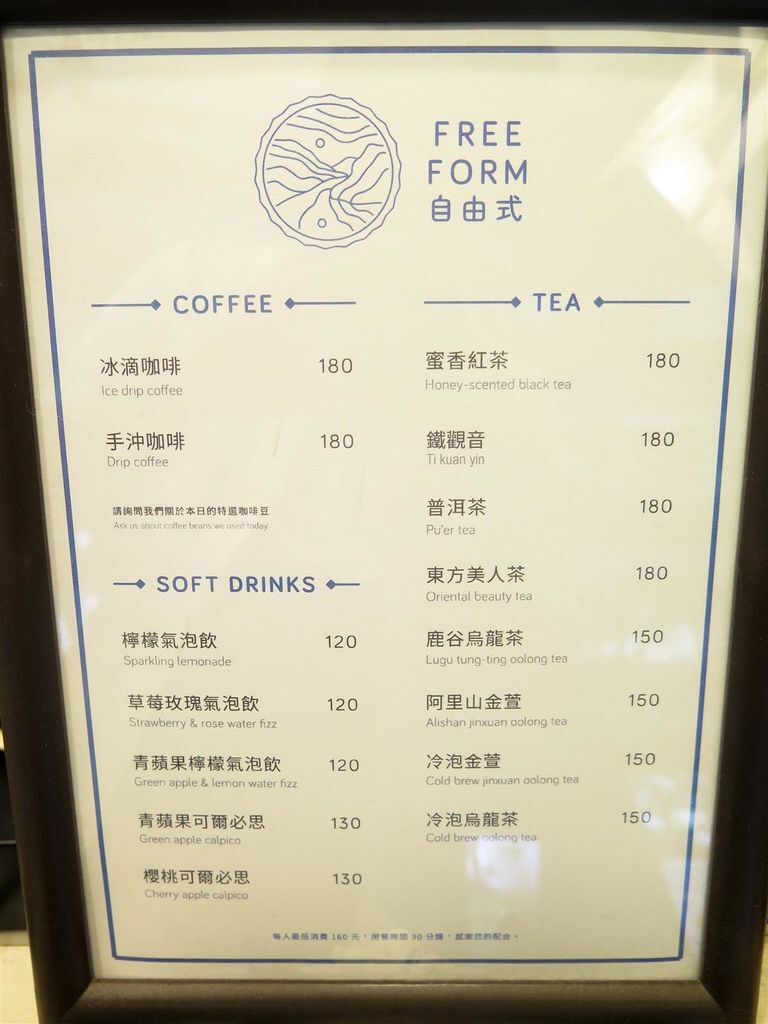 FREE
FORM
自由式
COFFEE
冰滴咖啡 180
Ice drip coffee
手沖咖啡 180
Drip coffee
請詢問我們關於本日的特選咖啡豆
Ask us about coffee beans we used today
SOFT DRINKS
檸檬氣泡飲 120
Sparkling lemonade
草莓玫瑰氣泡飲 120
Strawberry & rose water fizz
青蘋果檸檬氣泡飲 120
Green apple & lemon water fizz
青蘋果可爾必思 130
Green apple calpico
櫻桃可爾必思 130
Cherry apple calpico
TEA
蜜香紅茶 180
Honey-scented black tea
鐵觀音 180
Ti kuan yin
普洱茶 180
Pu'er tea
東方美人茶 180
Oriental beauty tea
鹿谷烏龍茶 150
Lugu tung-ting oolong tea
阿里山金萱 150
Alishan jinxuan oolong tea
冷泡金萱 150
Cold brew jinxuan oolong tea
冷泡烏龍茶 150
Cold brew oolong tea
每人最低消費 160 元，用餐時間 90 分鐘，感謝您的配合。